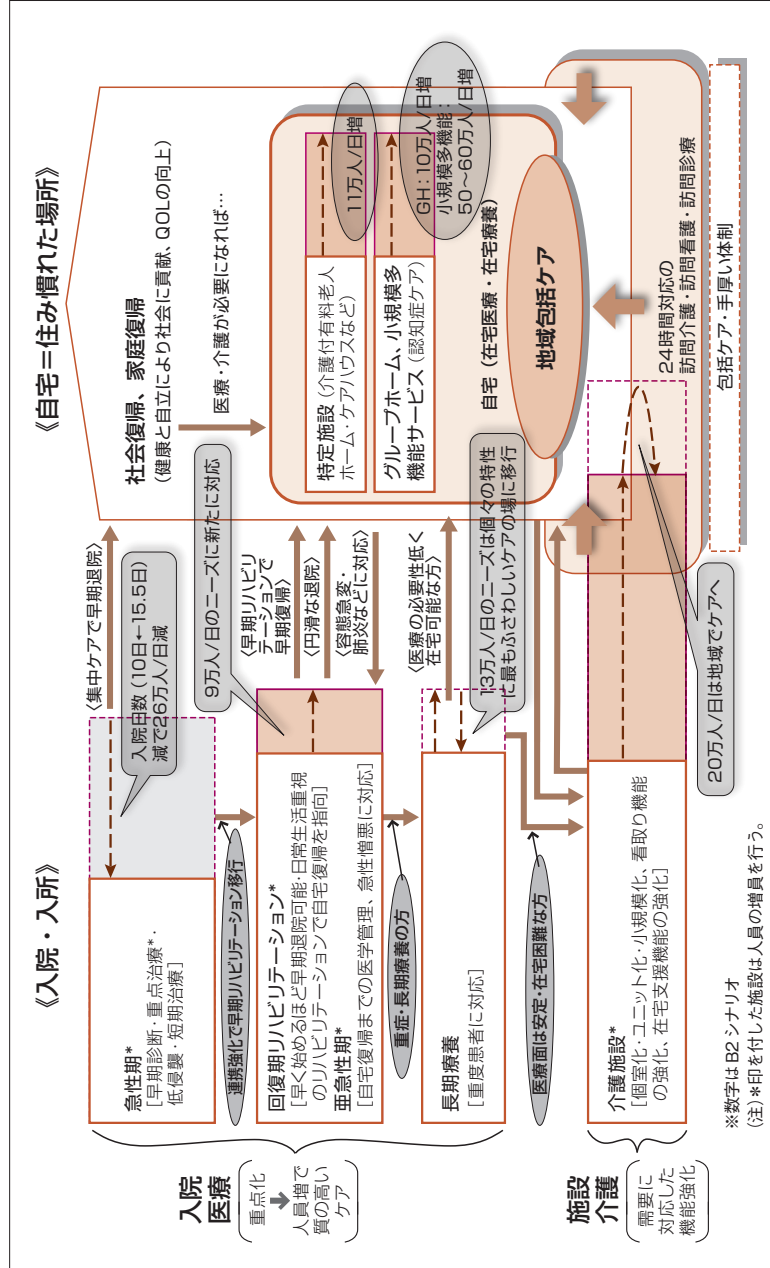 《入院・入所》
《自宅＝住み慣れた場所》
入院
医療
重点化
人員増で
質の高い
ケア
急性期*
[早期診断・重点治療*・
低侵襲・短期治療]
入院日数（10日←15.5日）
減で26万人/日減
〈集中ケアで早期退院〉
連携強化で早期リハビリテーション移行
回復期リハビリテーション*
[早く始めるほど早期退院可能・日常生活重視
のリハビリテーションで自宅復帰を指向]
亜急性期*
[自宅復帰までの医学管理、急性憎悪に対応]
9万人/日のニーズに新たに対応
〈早期リハビリ
テーションで
早期復帰〉
〈円滑な退院〉
〈容態急変・
肺炎などに対応〉
重症・長期療養の方
長期療養
[重度患者に対応]
〈医療の必要性低く
在宅可能な方〉
13万人/日のニーズは個々の特性
に最もふさわしいケアの場に移行
医療面は安定・在宅困難な方
施設
介護
需要に
対応した
機能強化
介護施設*
[個室化・ユニット化・小規模化、看取り機能
の強化、在宅支援機能の強化]
20万人/日は地域でケアへ
社会復帰、家庭復帰
（健康と自立により社会に貢献、QOLの向上）
医療・介護が必要になれば…
特定施設（介護付有料老人
ホーム・ケアハウスなど）
11万人/日増
グループホーム、小規模多
機能サービス（認知症ケア）
GH：10万人/日増
小規模多機能：
50～60万人/日増
自宅（在宅医療・在宅療養）
地域包括ケア
24時間対応の
訪問介護・訪問看護・訪問診療
包括ケア・手厚い体制
※数字はB2シナリオ
（注）*印を付した施設は人員の増員を行う。